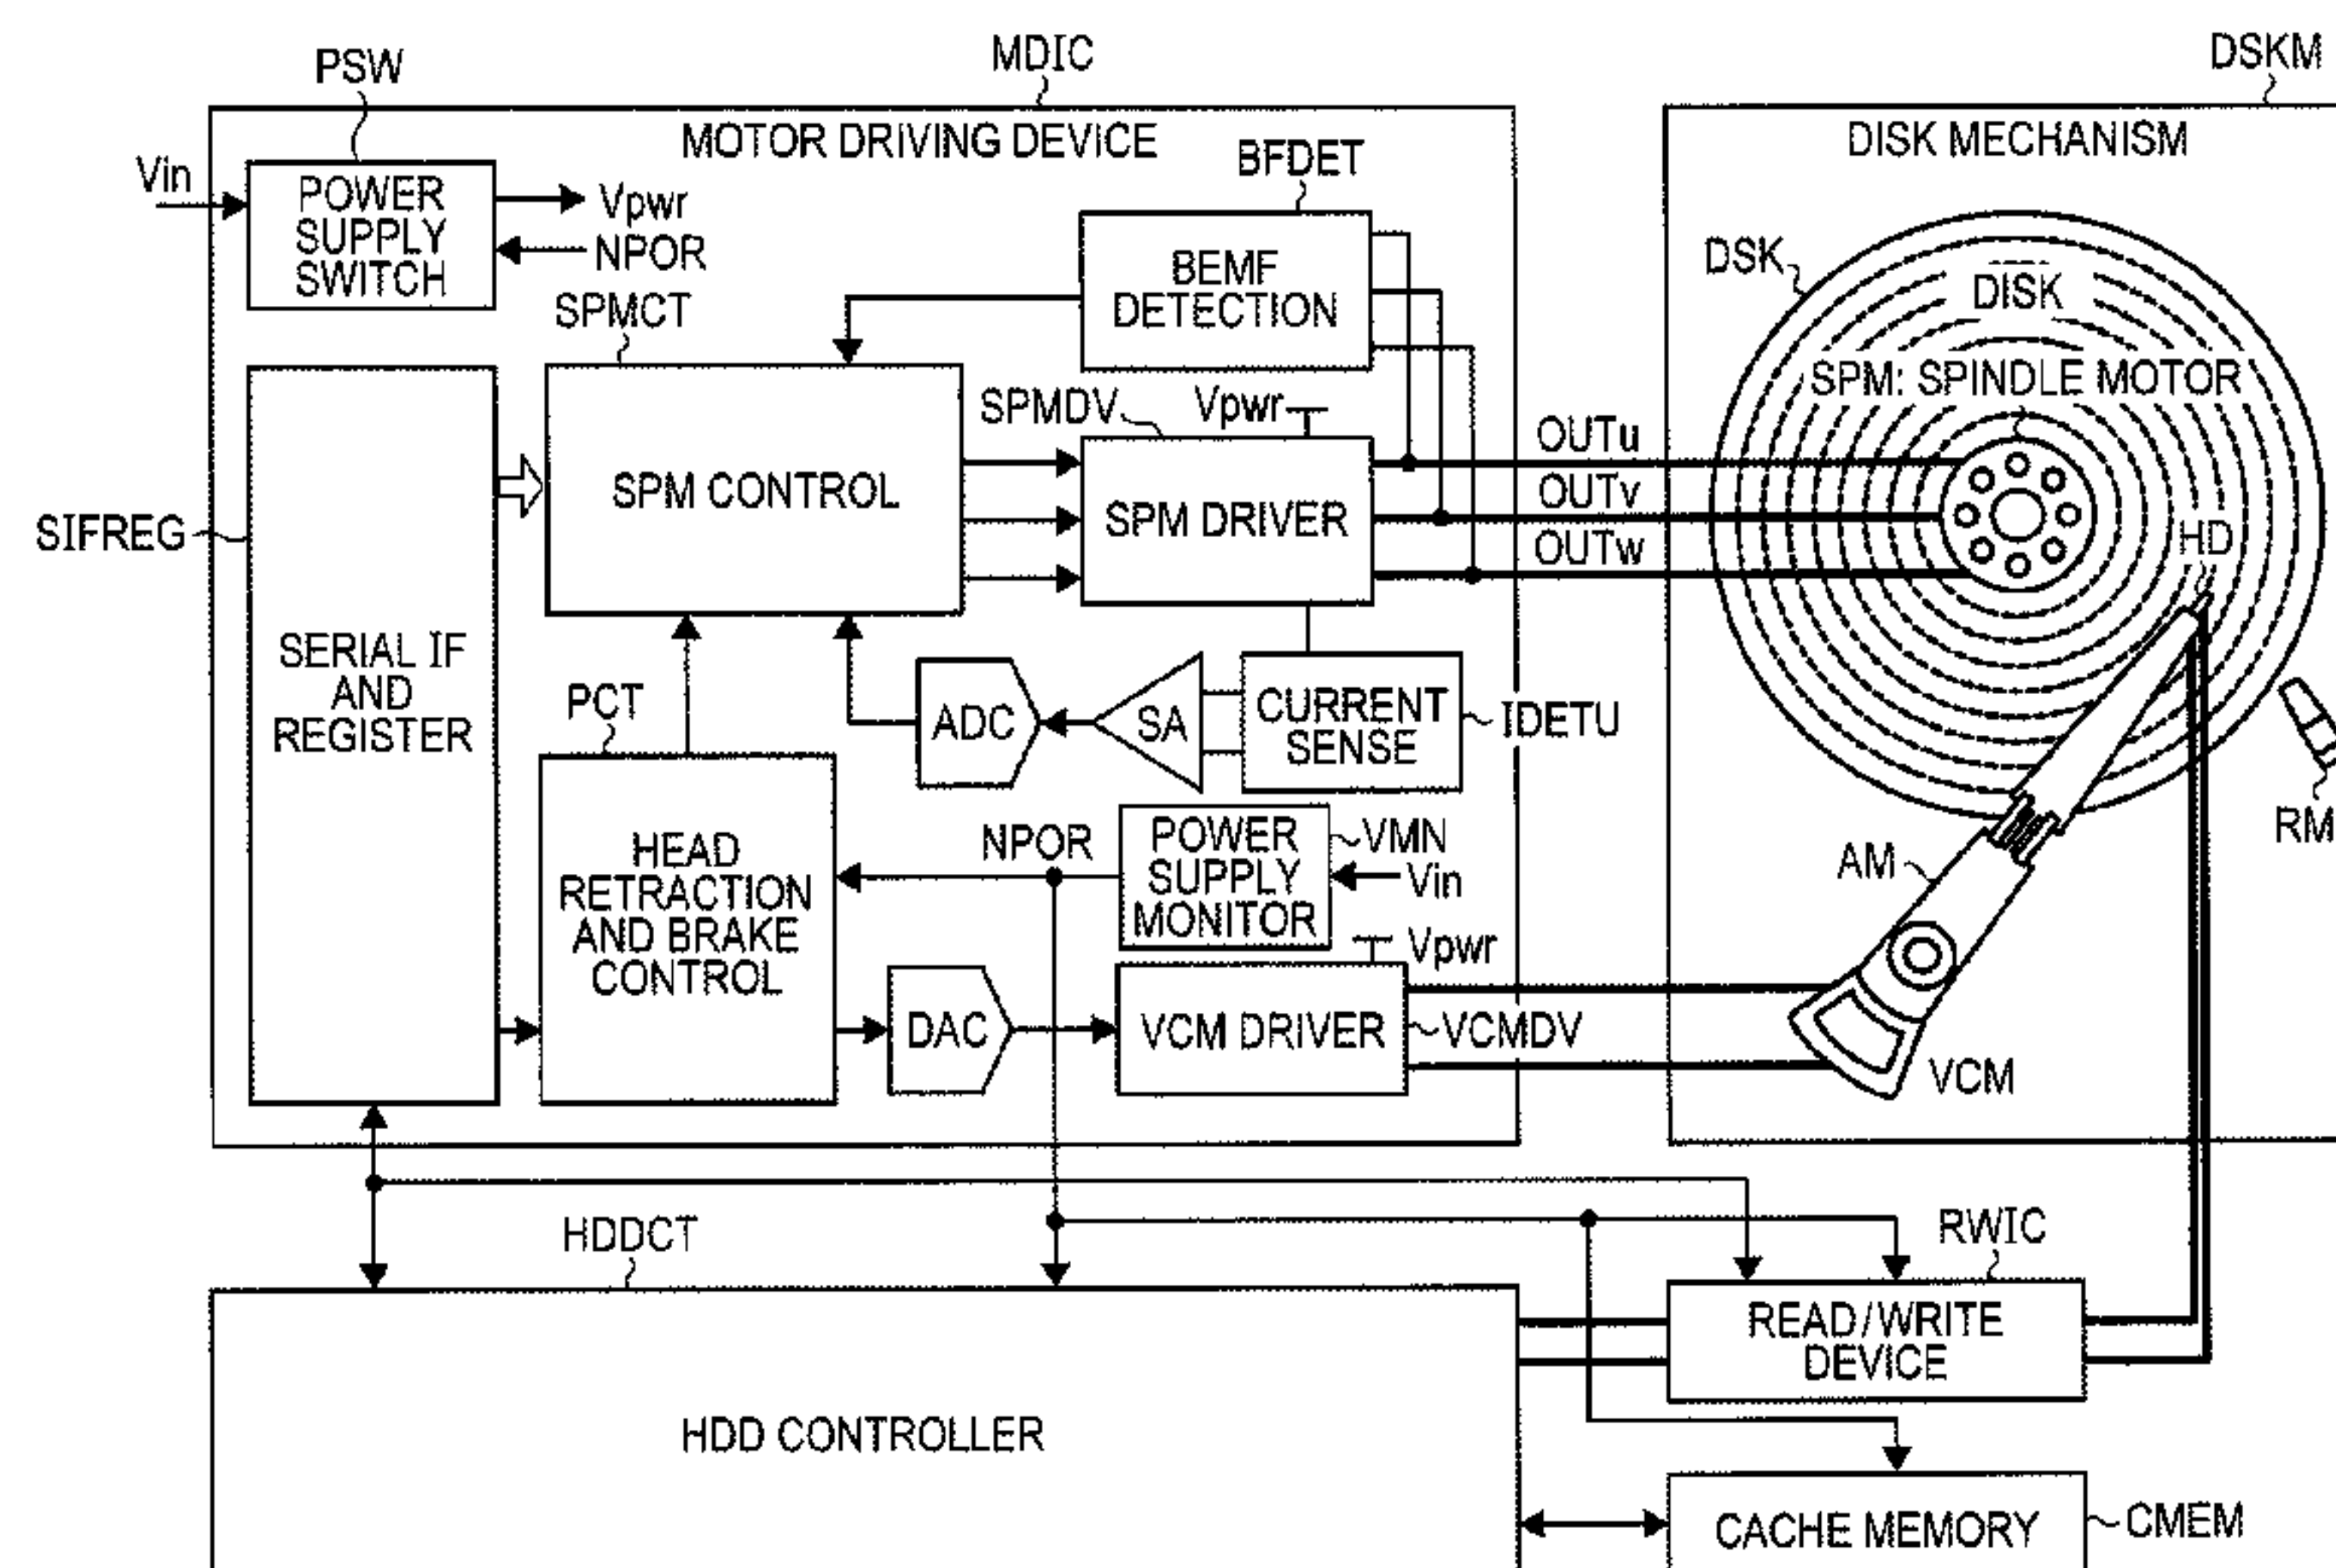 PSW
MDIC
DSKM
MOTOR DRIVING DEVICE
DISK MECHANISM
Vin
POWER
SUPPLY
SWITCH
Vpwr
NPOR
BFDET
BEMF
DETECTION
DSK
DISK
SPM: SPINDLE MOTOR
SPMCT
SPMDV
Vpwr
SPM CONTROL
SPM DRIVER
OUTu
OUTv
OUTw
HD
SIFREG
SERIAL IF
AND
REGISTER
PCT
ADC
SA
CURRENT
SENSE
IDETU
RM
HEAD
RETRACTION
AND BRAKE
CONTROL
NPOR
POWER
SUPPLY
MONITOR
VMN
Vin
AM
Vpwr
DAC
VCM DRIVER
VCMDV
VCM
HDDCT
RWIC
READ/WRITE
DEVICE
HDD CONTROLLER
CACHE MEMORY
CMEM